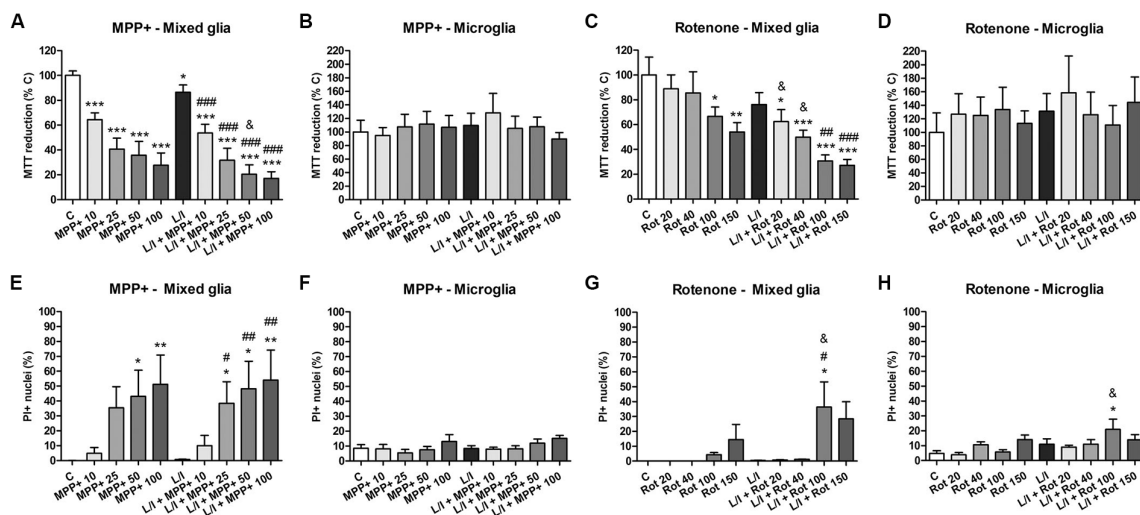 A
MPP+ - Mixed glia
MTT reduction (% C)
120
100
80
60
40
20
0
***
***
***
***
*
###
***
###
***
&
###
***
###
***
C
MPP+ 10
MPP+ 25
MPP+ 50
MPP+ 100
L/I
L/I + MPP+ 10
L/I + MPP+ 25
L/I + MPP+ 50
L/I + MPP+ 100
B
MPP+ - Microglia
MTT reduction (% C)
220
200
180
160
140
120
100
80
60
40
20
0
C
MPP+ 10
MPP+ 25
MPP+ 50
MPP+ 100
L/I
L/I + MPP+ 10
L/I + MPP+ 25
L/I + MPP+ 50
L/I + MPP+ 100
C
Rotenone - Mixed glia
MTT reduction (% C)
120
100
80
60
40
20
0
*
**
&
*
&
***
##
***
###
***
C
Rot 20
Rot 40
Rot 100
Rot 150
L/I
L/I + Rot 20
L/I + Rot 40
L/I + Rot 100
L/I + Rot 150
D
Rotenone - Microglia
MTT reduction (% C)
220
200
180
160
140
120
100
80
60
40
20
0
C
Rot 20
Rot 40
Rot 100
Rot 150
L/I
L/I + Rot 20
L/I + Rot 40
L/I + Rot 100
L/I + Rot 150
E
MPP+ - Mixed glia
PI+ nuclei (%)
100
90
80
70
60
50
40
30
20
10
0
*
**
#
*
##
*
##
**
C
MPP+ 10
MPP+ 25
MPP+ 50
MPP+ 100
L/I
L/I + MPP+ 10
L/I + MPP+ 25
L/I + MPP+ 50
L/I + MPP+ 100
F
MPP+ - Microglia
PI+ nuclei (%)
100
90
80
70
60
50
40
30
20
10
0
C
MPP+ 10
MPP+ 25
MPP+ 50
MPP+ 100
L/I
L/I + MPP+ 10
L/I + MPP+ 25
L/I + MPP+ 50
L/I + MPP+ 100
G
Rotenone - Mixed glia
PI+ nuclei (%)
100
90
80
70
60
50
40
30
20
10
0
&
#
*
C
Rot 20
Rot 40
Rot 100
Rot 150
L/I
L/I + Rot 20
L/I + Rot 40
L/I + Rot 100
L/I + Rot 150
H
Rotenone - Microglia
PI+ nuclei (%)
100
90
80
70
60
50
40
30
20
10
0
&
*
C
Rot 20
Rot 40
Rot 100
Rot 150
L/I
L/I + Rot 20
L/I + Rot 40
L/I + Rot 100
L/I + Rot 150